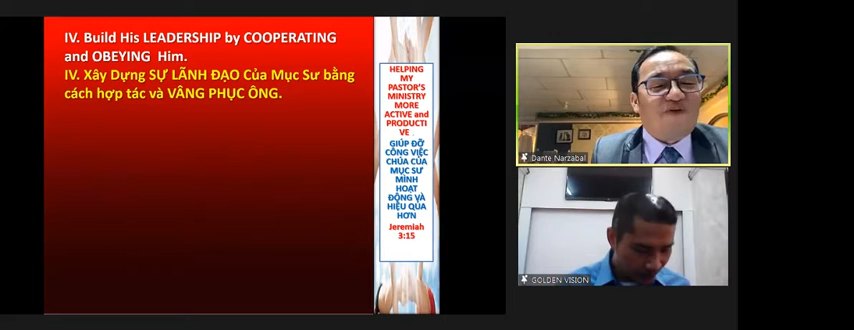 IV. Build His LEADERSHIP by COOPERATING
and OBEYING Him.
IV. Xây Dựng SỰ LÃNH ĐẠO Của Mục Sư bằng
cách hợp tác và VÂNG PHỤC ÔNG.
HELPING
MY
PASTOR'S
MINISTRY
MORE
ACTIVE and
PRODUCTI
VE
GIÚP ĐỠ
CÔNG VIỆC
CHÚA CỦA
MỤC SƯ
MÌNH
HOẠT
ĐỘNG VÀ
HIỆU QUẢ
HƠN
Jeremiah
3:15
Dante Narzabal
GOLDEN VISION